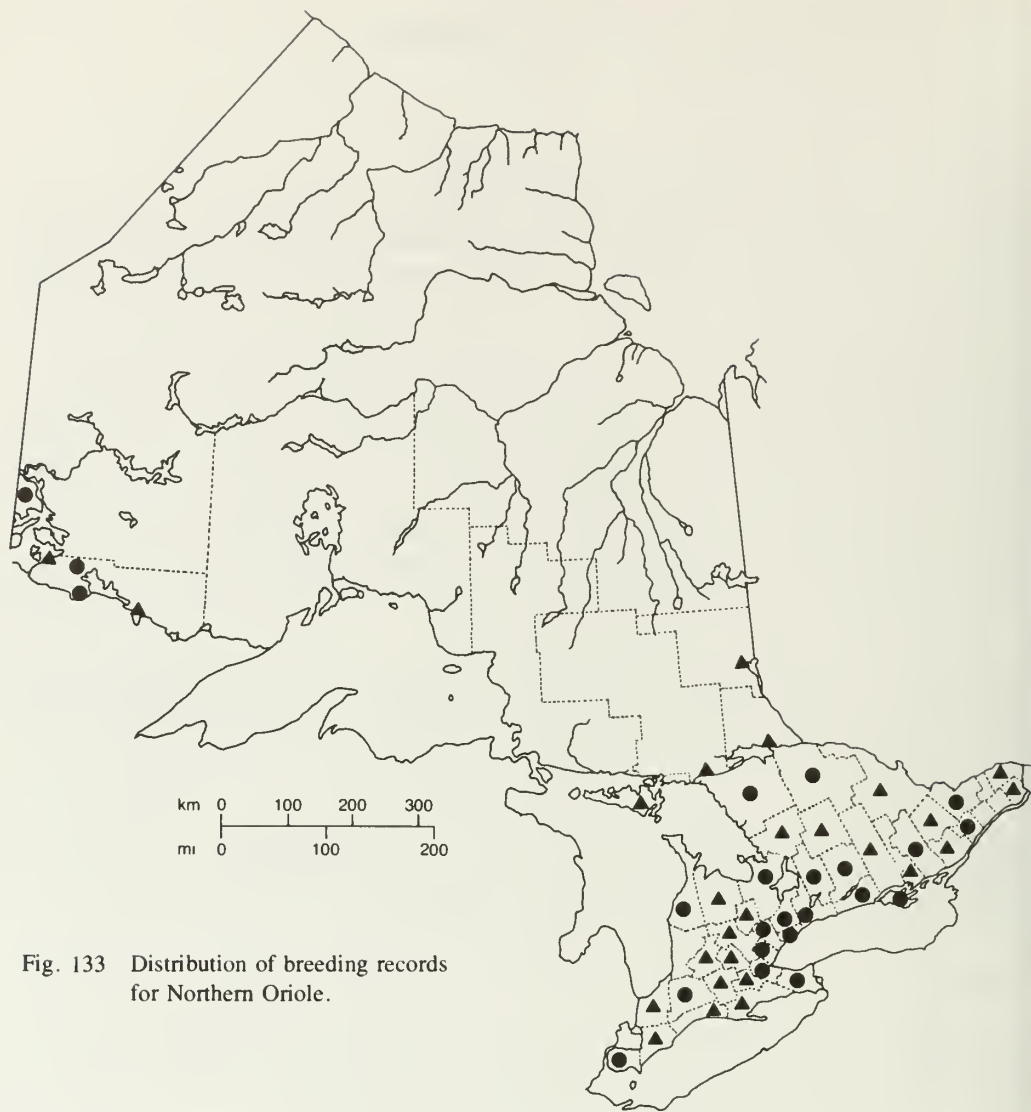 km 0 100 200 300
mi 0 100 200
Fig. 133 Distribution of breeding records
for Northern Oriole.